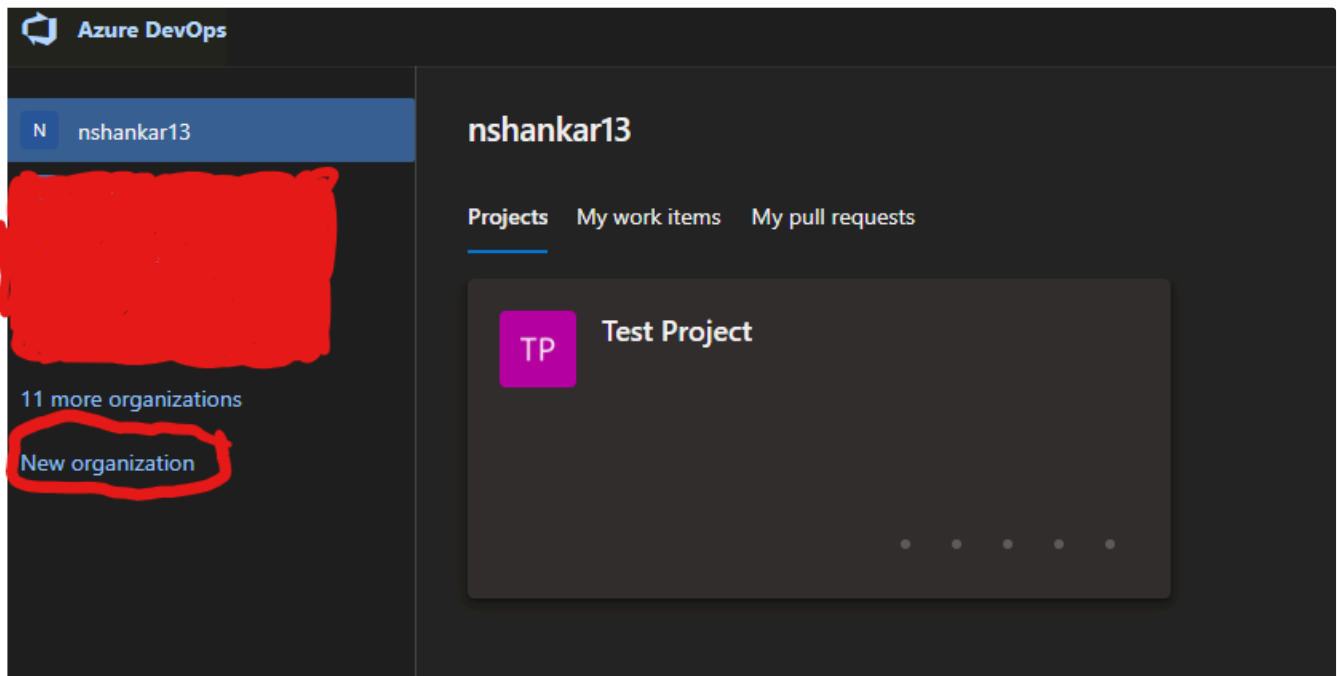 Azure DevOps
N nshankar13
11 more organizations
New organization
nshankar13
Projects My work items My pull requests
TP Test Project